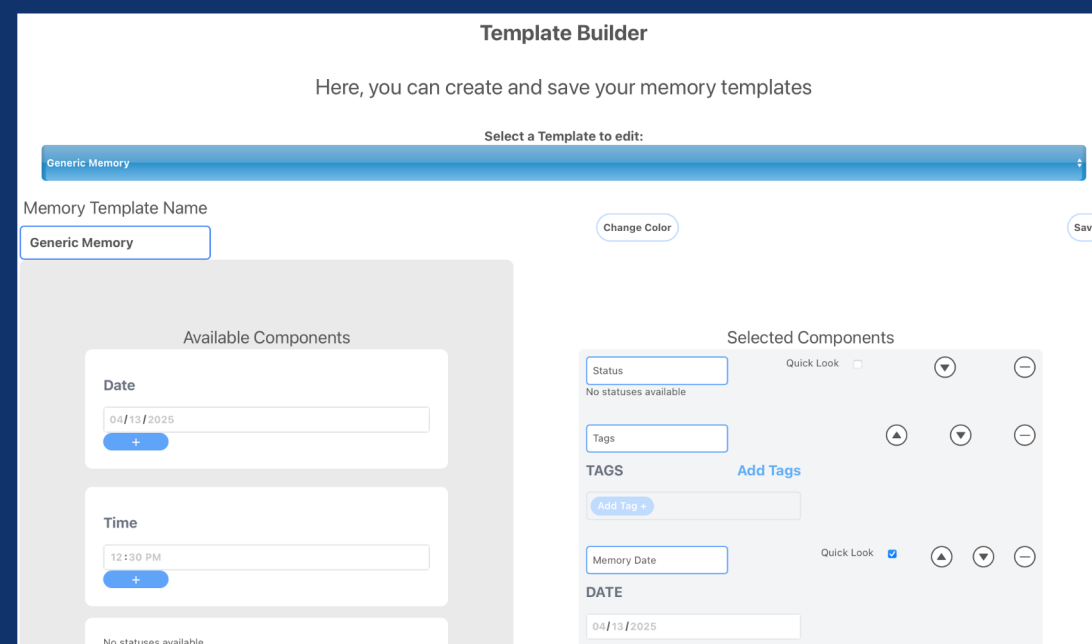 Template Builder
Here, you can create and save your memory templates
Select a Template to edit:
Generic Memory
Memory Template Name
Generic Memory
Change Color
Sav
Available Components
Date
04/13/2025
+
Time
12:30 PM
+
No statuses available
Selected Components
Status
Quick Look
No statuses available
Tags
TAGS
Add Tags
Add Tag +
Memory Date
Quick Look
DATE
04/13/2025